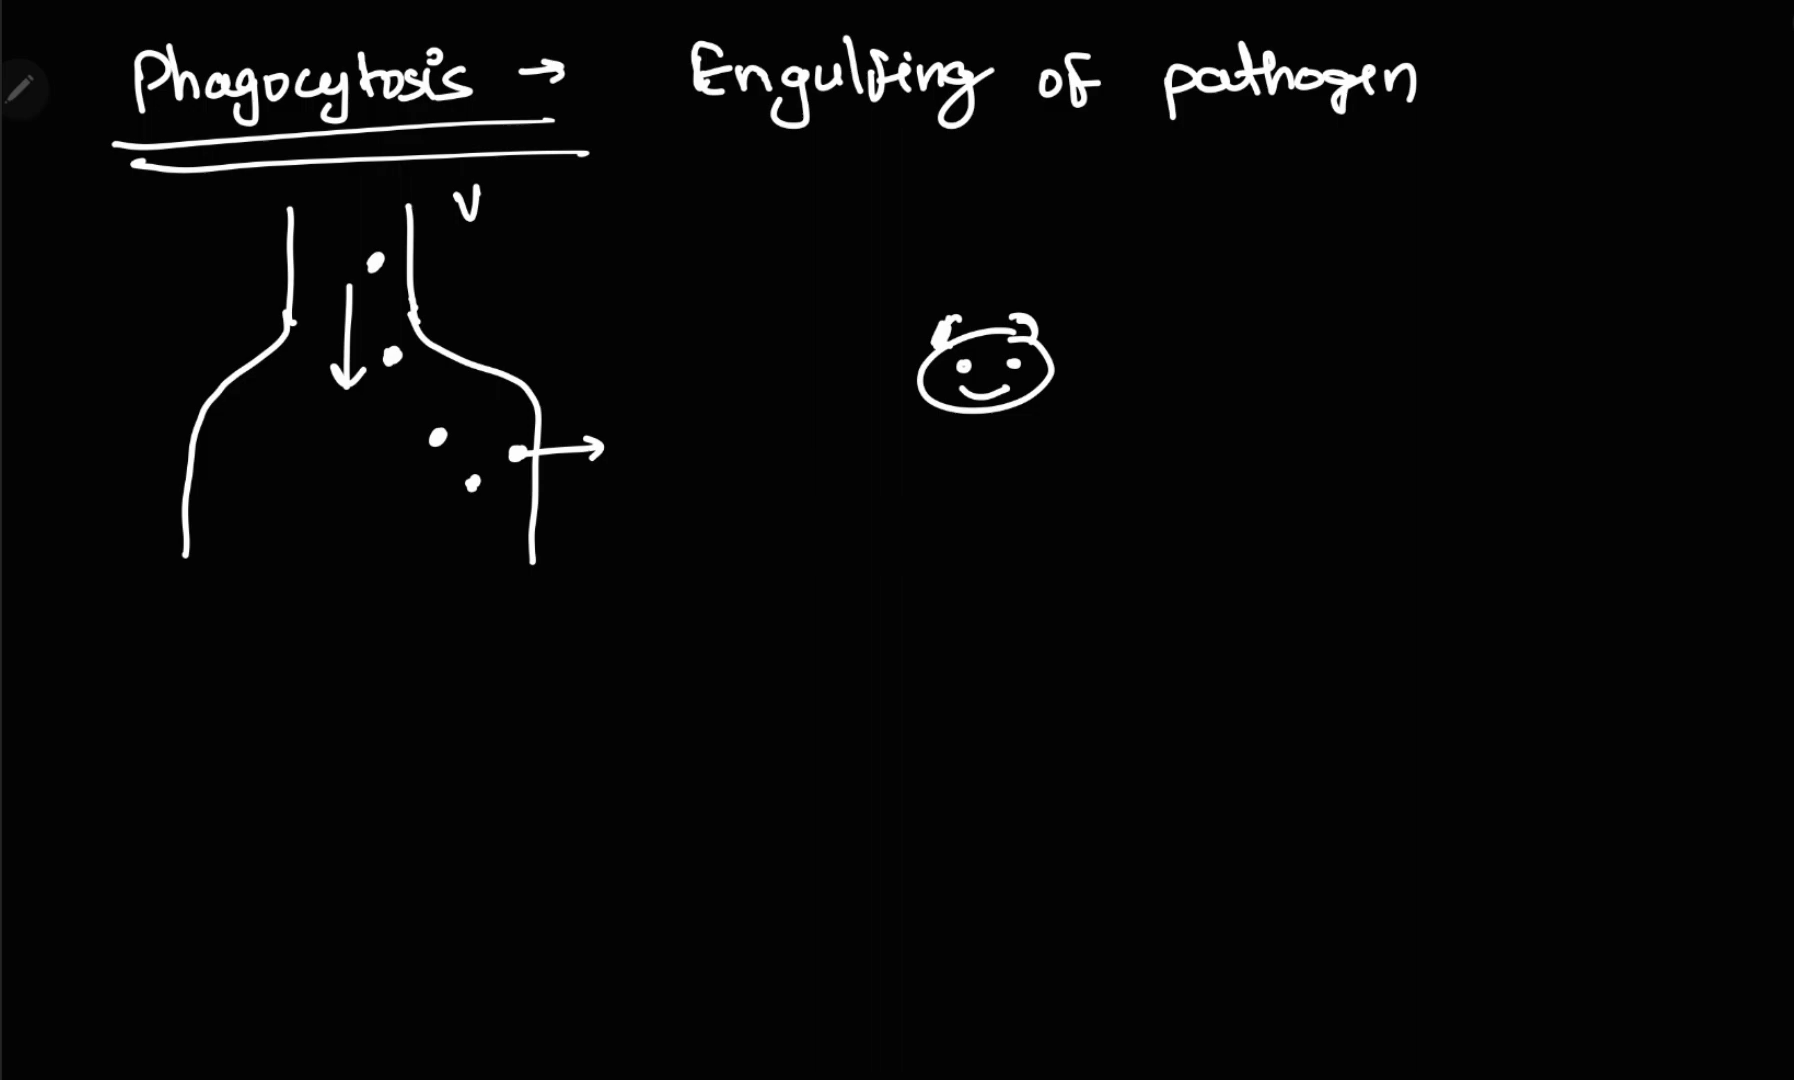 Phagocytosis → Engulfing of pathogen
V